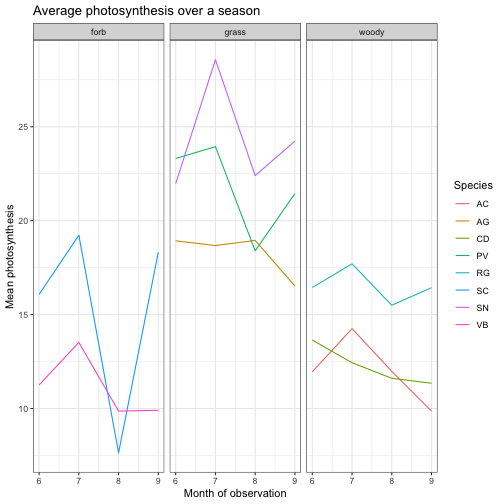 Average photosynthesis over a season
forb
grass
woody
25
20
15
10
Mean photosynthesis
6 7 8 9
6 7 8 9
6 7 8 9
Month of observation
Species
AC
AG
CD
PV
RG
SC
SN
VB